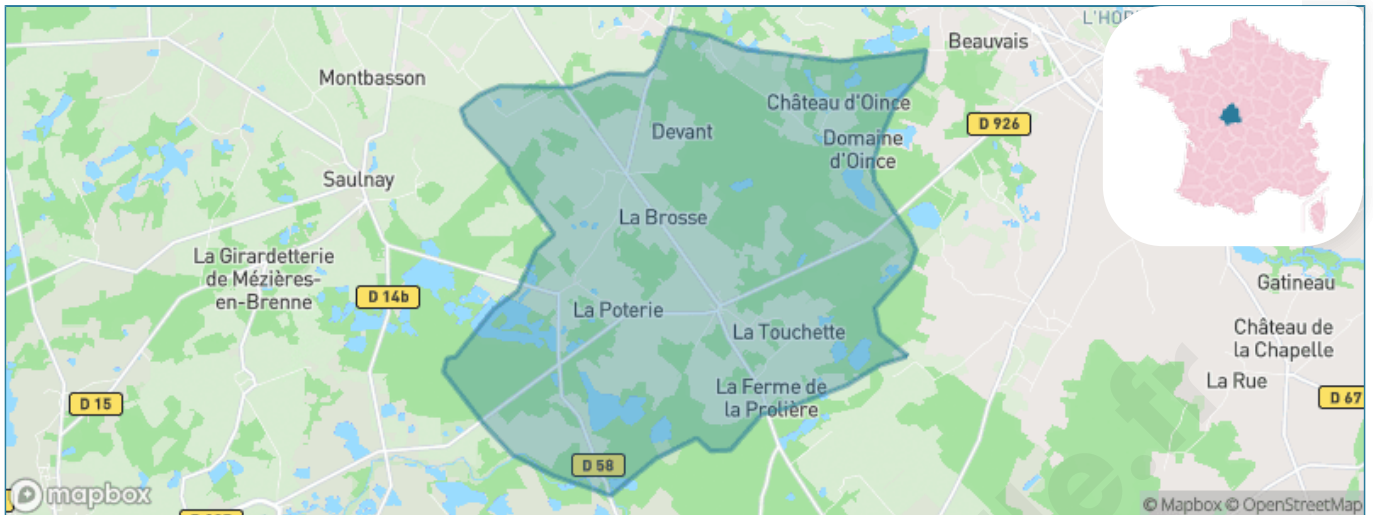 L'HOR
Beauvais
Montbasson
Château d'Oince
D 926
Devant
Domaine
d'Oince
Saulnay
La Brosse
La Girardetterie
de Mézières-
en-Brenne
Gatineau
D 14b
La Poterie
La Touchette
Château de
la Chapelle
La Rue
La Ferme de
la Prolière
D 15
D 67
D 58
mapbox
© Mapbox © OpenStreetMap